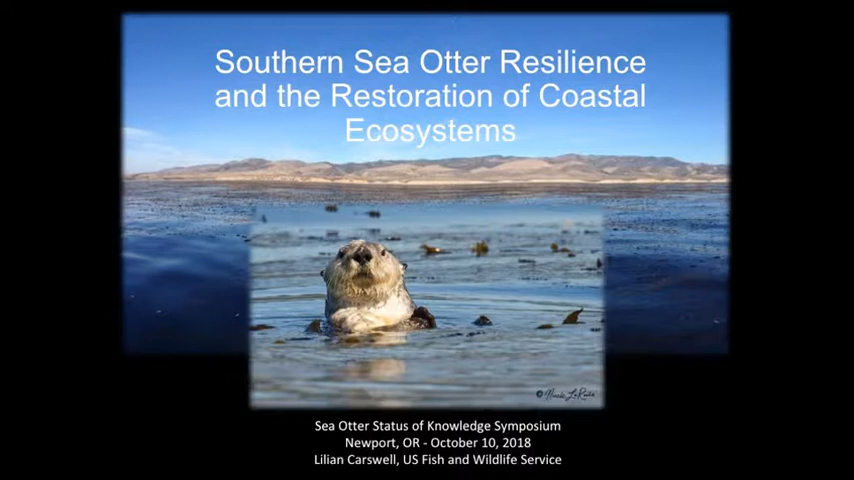 Southern Sea Otter Resilience
and the Restoration of Coastal
Ecosystems
Sea Otter Status of Knowledge Symposium
Newport, OR - October 10, 2018
Lilian Carswell, US Fish and Wildlife Service